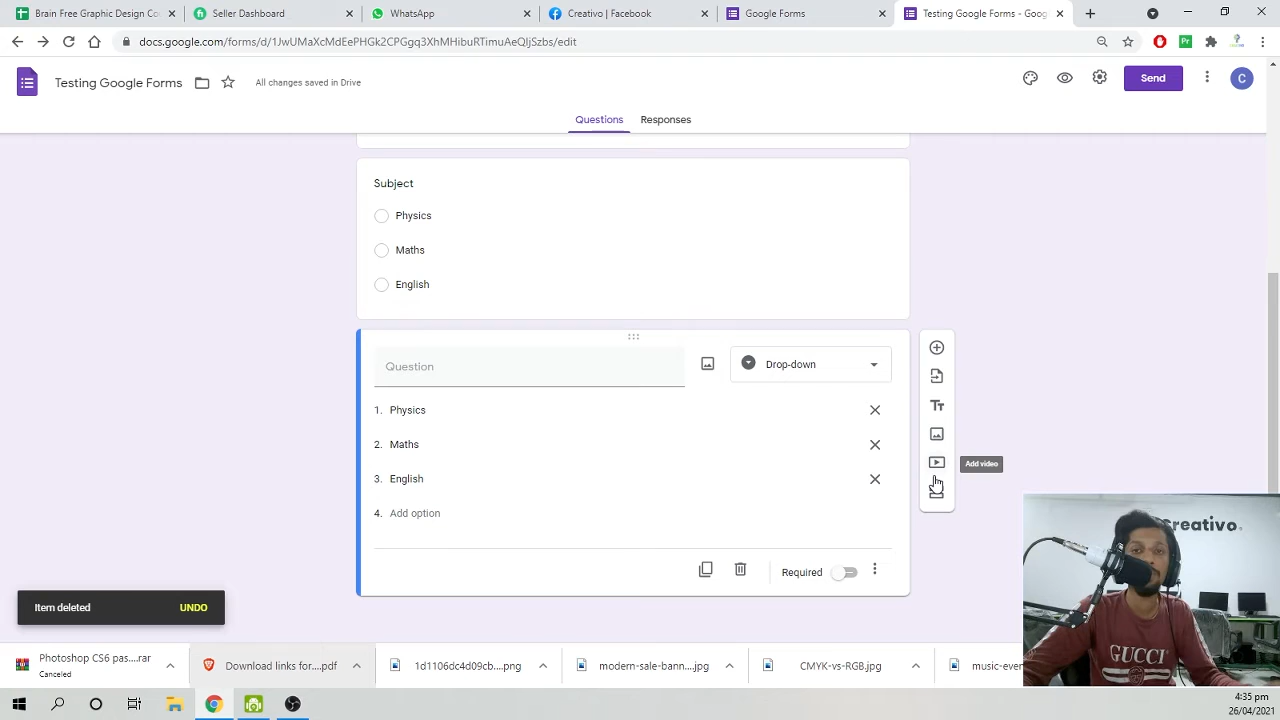 Brain Free Graphic Design Co
Seller Dashboard
WhatsApp
Creativo | Facebook
Google Forms
Testing Google Forms - Goog
docs.google.com/forms/d/1JwUMaXcMdEePHGk2CPGgq3XhMHibuRTimuAeQIjSzbs/edit
Testing Google Forms
All changes saved in Drive
Send
C
Questions
Responses
Subject
Physics
Maths
English
Question
Drop-down
1. Physics
2. Maths
3. English
4. Add option
Add video
Required
Item deleted
UNDO
Creativo.
GUCCI
Photoshop CS6 pas....rar
Canceled
Download links for....pdf
1d1106dc4d09cb....png
modern-sale-bann....jpg
CMYK-vs-RGB.jpg
music-even
4:35 pm
26/04/2021